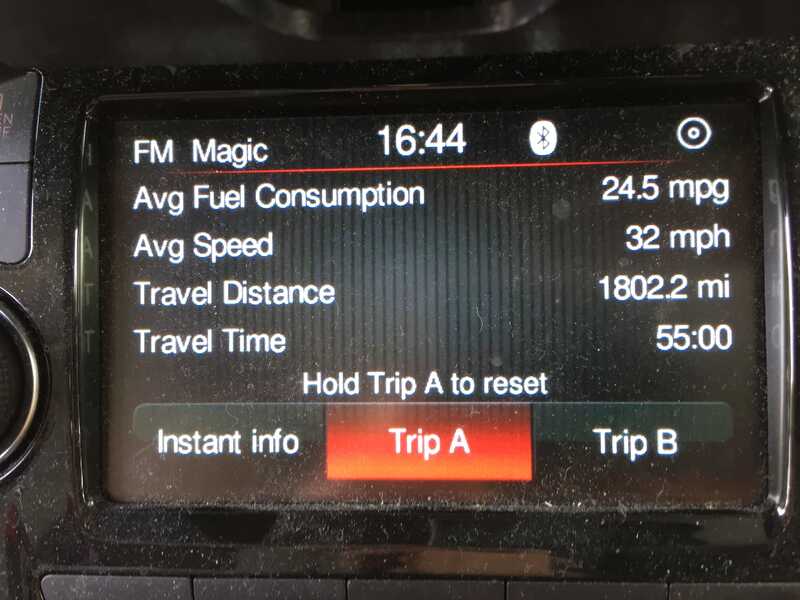 FM Magic 16:44
Avg Fuel Consumption 24.5 mpg
Avg Speed 32 mph
Travel Distance 1802.2 mi
Travel Time 55:00
Hold Trip A to reset
Instant info Trip A Trip B